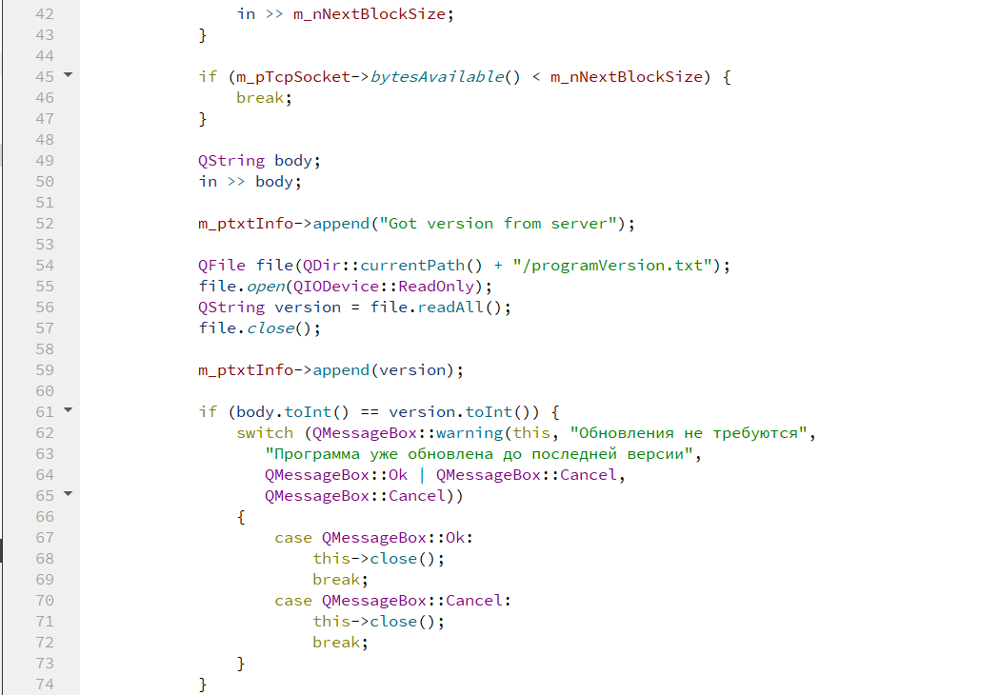 42 in >> m_nNextBlockSize;
43 }
44
45 if (m_pTcpSocket->bytesAvailable() < m_nNextBlockSize) {
46 break;
47 }
48
49 QString body;
50 in >> body;
51
52 m_ptxtInfo->append("Got version from server");
53
54 QFile file(QDir::currentPath() + "/programVersion.txt");
55 file.open(QIODevice::ReadOnly);
56 QString version = file.readAll();
57 file.close();
58
59 m_ptxtInfo->append(version);
60
61 if (body.toInt() == version.toInt()) {
62 switch (QMessageBox::warning(this, "Обновления не требуются",
63 "Программа уже обновлена до последней версии",
64 QMessageBox::Ok | QMessageBox::Cancel,
65 QMessageBox::Cancel))
66 {
67 case QMessageBox::Ok:
68 this->close();
69 break;
70 case QMessageBox::Cancel:
71 this->close();
72 break;
73 }
74 }